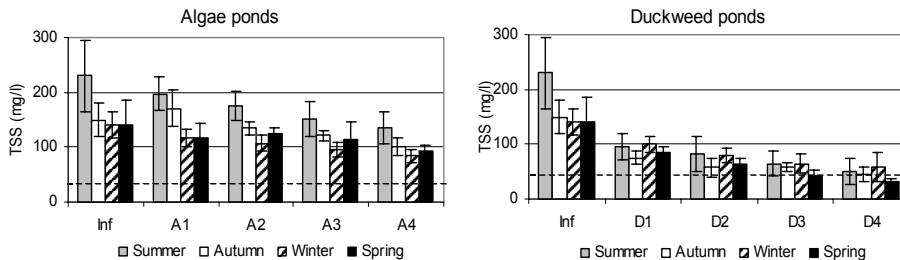 Algae ponds
300
200
100
0
TSS (mg/l)
Inf A1 A2 A3 A4
Summer Autumn Winter Spring
Duckweed ponds
300
200
100
0
TSS (mg/l)
Inf D1 D2 D3 D4
Summer Autumn Winter Spring